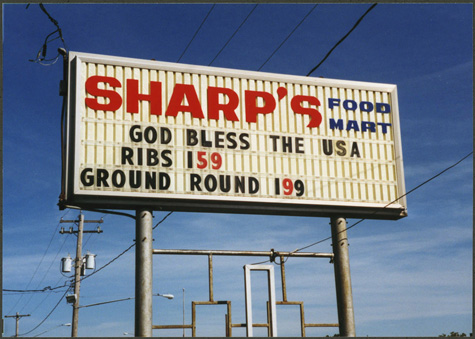 SHARP'S FOOD MART
GOD BLESS THE USA
RIBS 159
GROUND ROUND 199